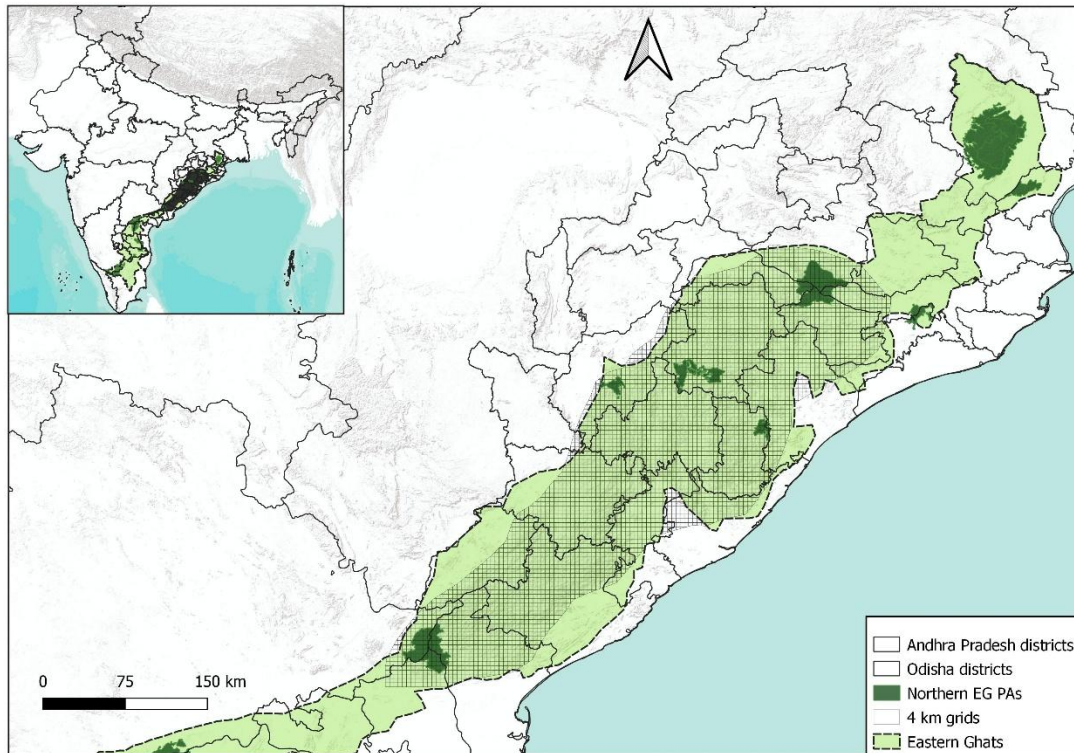 0 75 150 km
Andhra Pradesh districts
Odisha districts
Northern EG PAs
4 km grids
Eastern Ghats